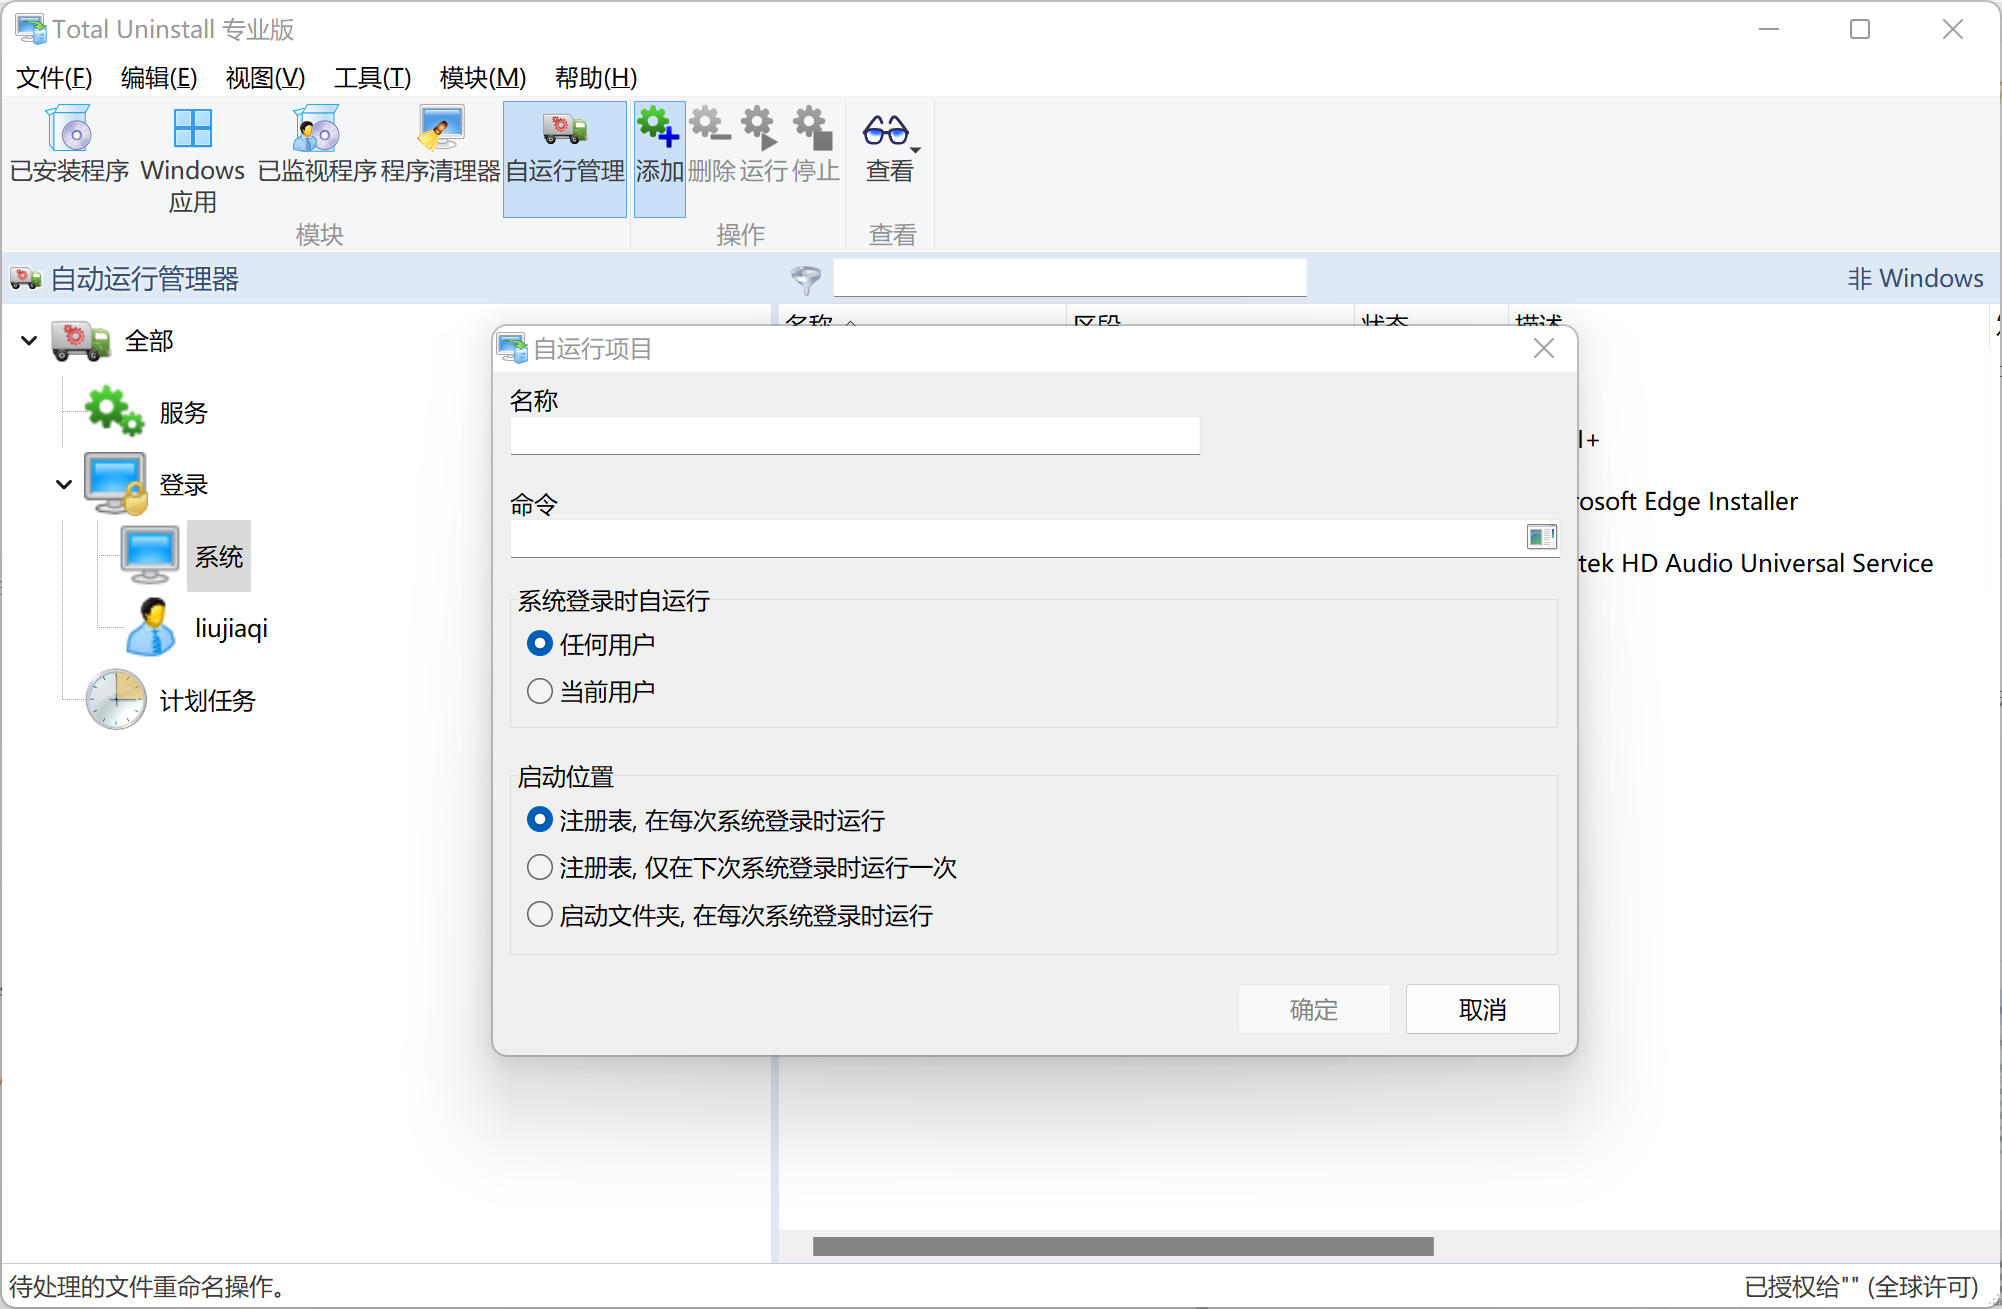 Total Uninstall 专业版
文件(F) 编辑(E) 视图(V) 工具(T) 模块(M) 帮助(H)
已安装程序 Windows 应用 已监视程序 程序清理器 自运行管理 添加 删除 运行 停止 查看
模块 操作 查看
自动运行管理器 非 Windows
名称 区段 状态 描述
全部
服务
登录
系统
liujiaqi
计划任务
自运行项目
名称
命令
系统登录时自运行
任何用户
当前用户
启动位置
注册表, 在每次系统登录时运行
注册表, 仅在下次系统登录时运行一次
启动文件夹, 在每次系统登录时运行
确定 取消
l+
rosoft Edge Installer
tek HD Audio Universal Service
待处理的文件重命名操作。 已授权给"" (全球许可)